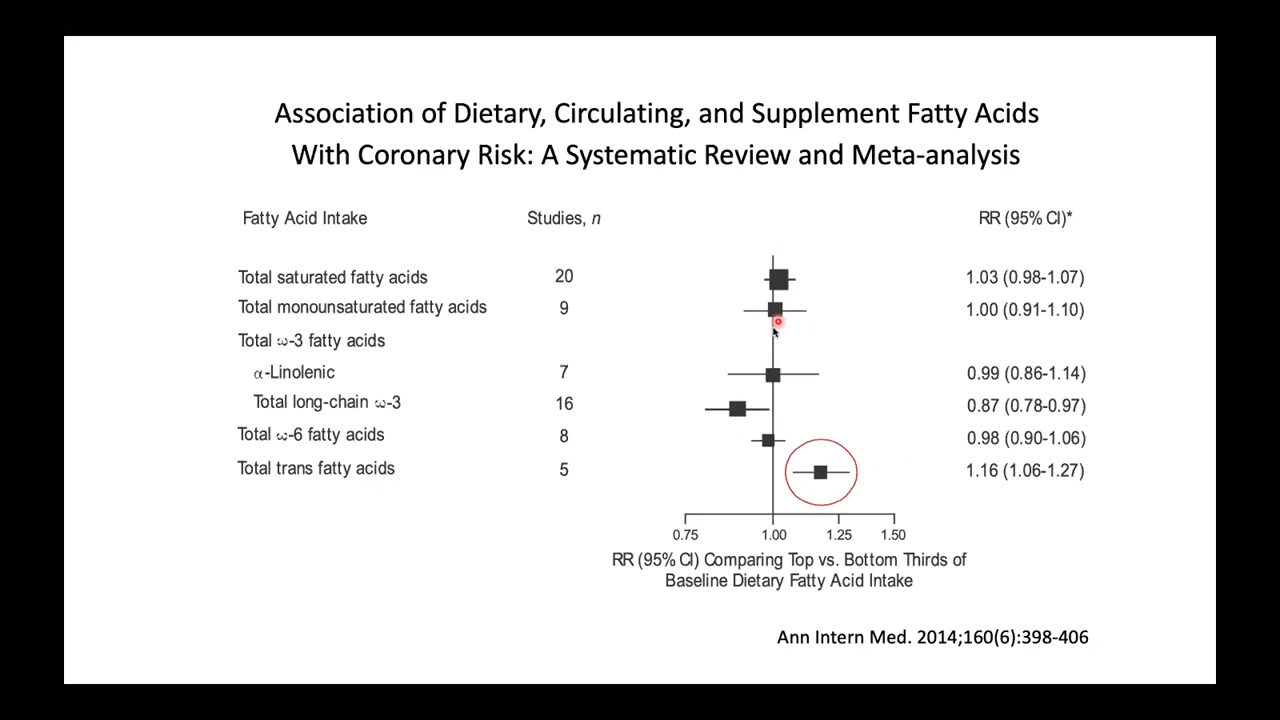 Association of Dietary, Circulating, and Supplement Fatty Acids
With Coronary Risk: A Systematic Review and Meta-analysis
Fatty Acid Intake Studies, n RR (95% CI)*
Total saturated fatty acids 20 1.03 (0.98-1.07)
Total monounsaturated fatty acids 9 1.00 (0.91-1.10)
Total ω-3 fatty acids
α-Linolenic 7 0.99 (0.86-1.14)
Total long-chain ω-3 16 0.87 (0.78-0.97)
Total ω-6 fatty acids 8 0.98 (0.90-1.06)
Total trans fatty acids 5 1.16 (1.06-1.27)
0.75 1.00 1.25 1.50
RR (95% CI) Comparing Top vs. Bottom Thirds of
Baseline Dietary Fatty Acid Intake
Ann Intern Med. 2014;160(6):398-406